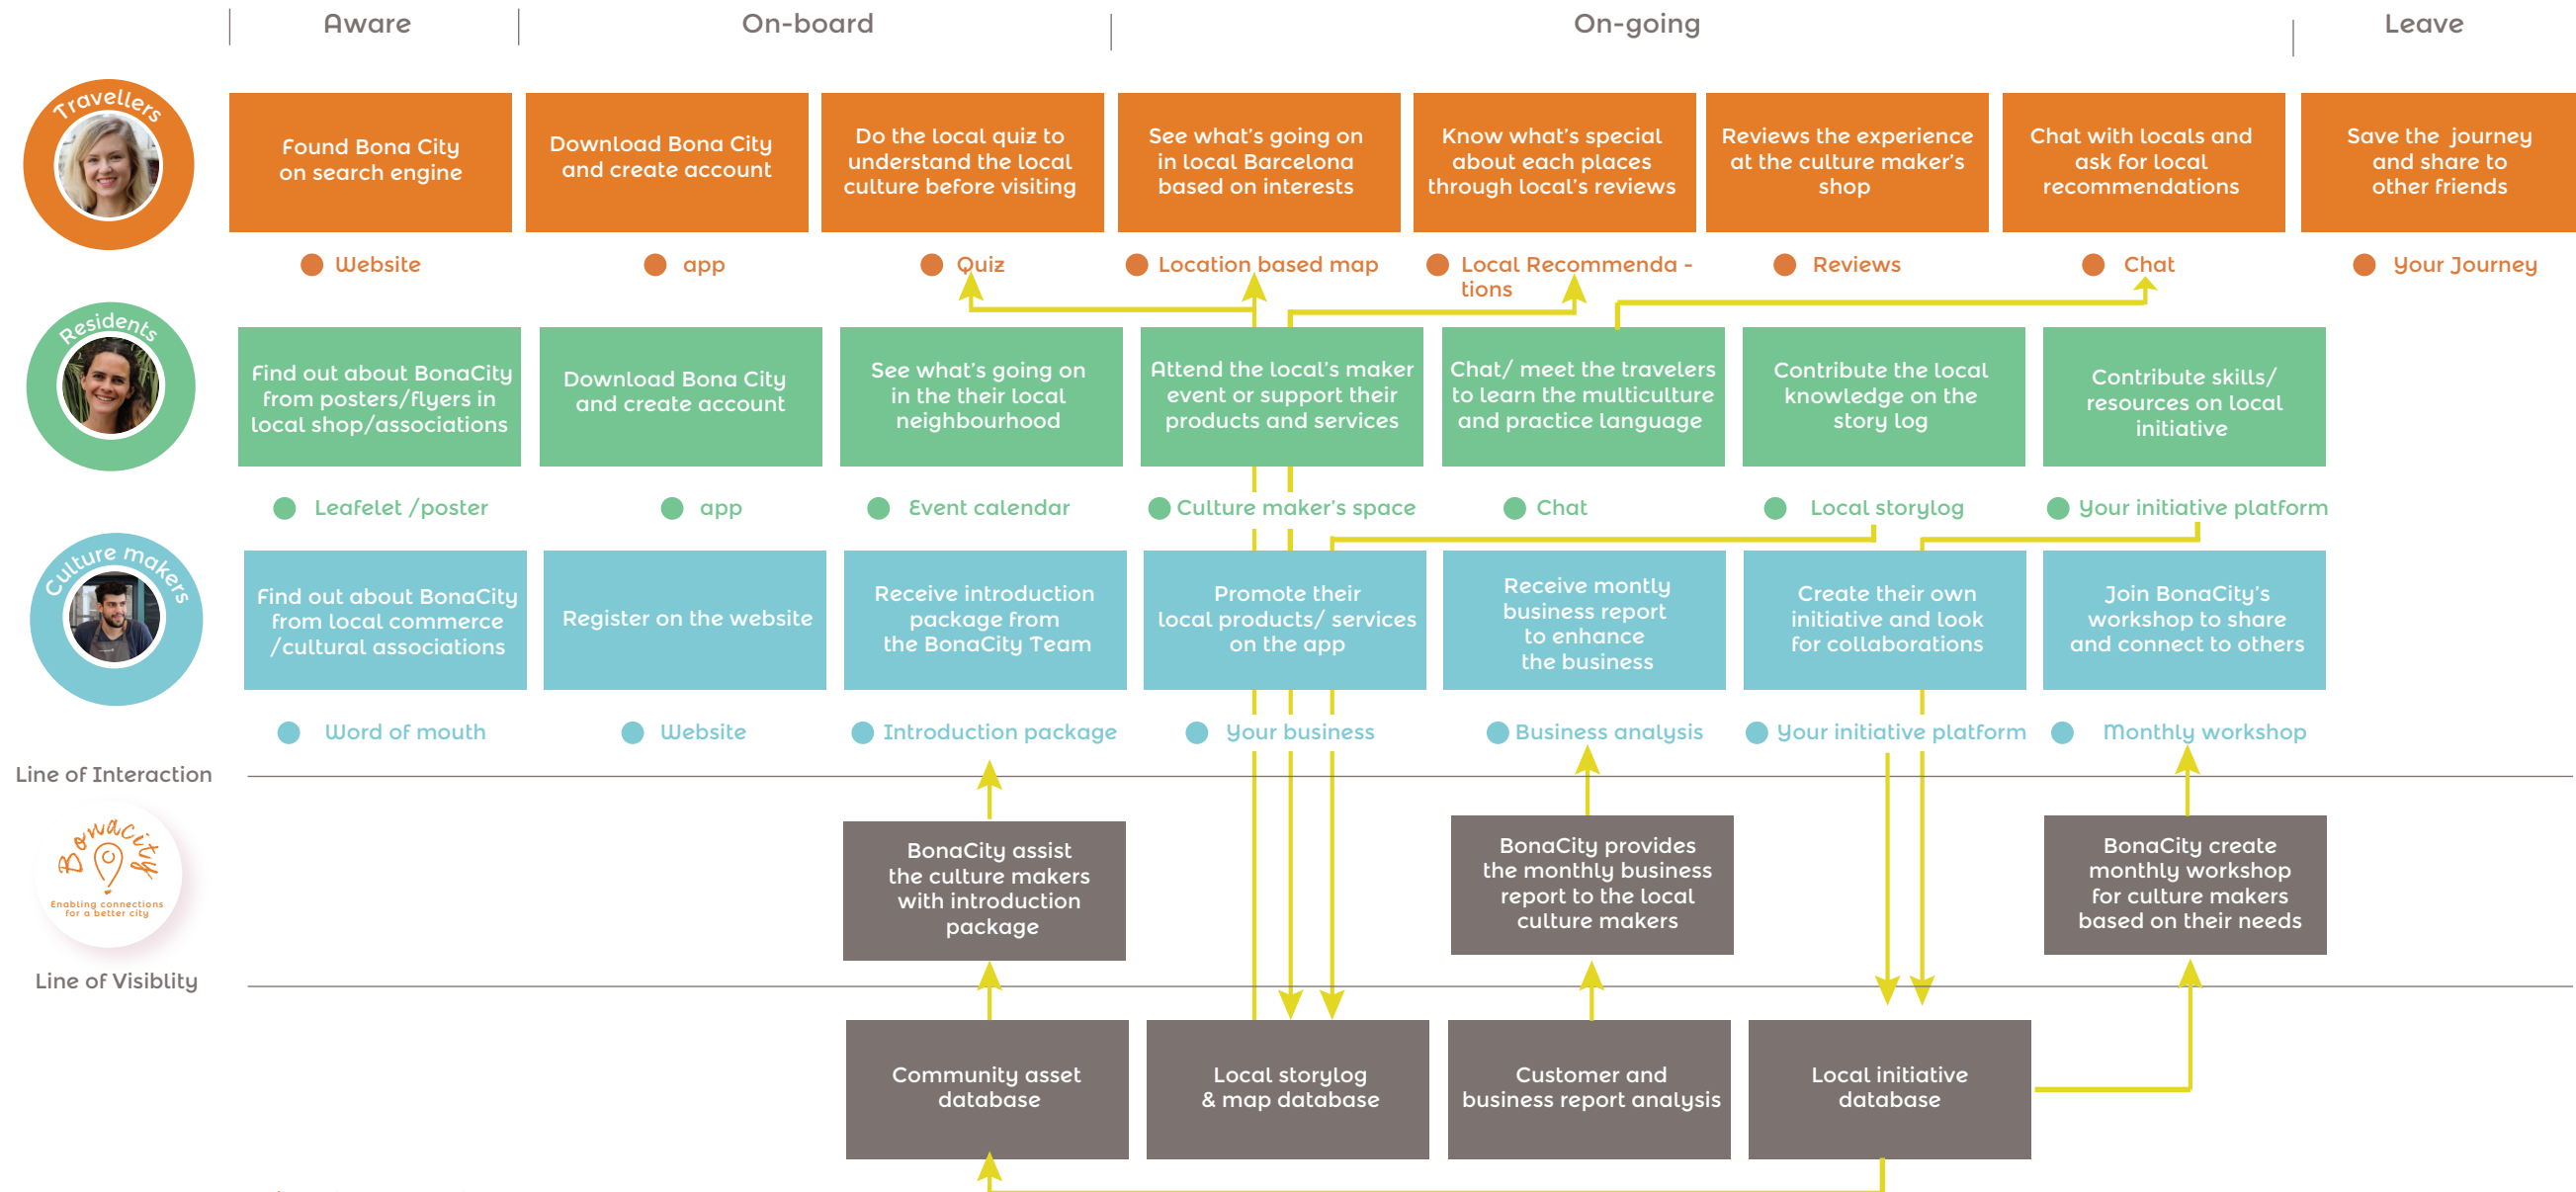 Aware
On-board
On-going
Leave
Travellers
Found Bona City
on search engine
Download Bona City
and create account
Do the local quiz to
understand the local
culture before visiting
See what's going on
in local Barcelona
based on interests
Know what's special
about each places
through local's reviews
Reviews the experience
at the culture maker's
shop
Chat with locals and
ask for local
recommendations
Save the journey
and share to
other friends
Website
app
Quiz
Location based map
Local Recommenda -
tions
Reviews
Chat
Your Journey
Residents
Find out about BonaCity
from posters/flyers in
local shop/associations
Download Bona City
and create account
See what's going on
in the their local
neighbourhood
Attend the local's maker
event or support their
products and services
Chat/ meet the travelers
to learn the multiculture
and practice language
Contribute the local
knowledge on the
story log
Contribute skills/
resources on local
initiative
Leafelet /poster
app
Event calendar
Culture maker's space
Chat
Local storylog
Your initiative platform
Culture makers
Find out about BonaCity
from local commerce
/cultural associations
Register on the website
Receive introduction
package from
the BonaCity Team
Promote their
local products/ services
on the app
Receive montly
business report
to enhance
the business
Create their own
initiative and look
for collaborations
Join BonaCity's
workshop to share
and connect to others
Word of mouth
Website
Introduction package
Your business
Business analysis
Your initiative platform
Monthly workshop
Line of Interaction
Bonacity
Enabling connections
for a better city
BonaCity assist
the culture makers
with introduction
package
BonaCity provides
the monthly business
report to the local
culture makers
BonaCity create
monthly workshop
for culture makers
based on their needs
Line of Visiblity
Community asset
database
Local storylog
& map database
Customer and
business report analysis
Local initiative
database